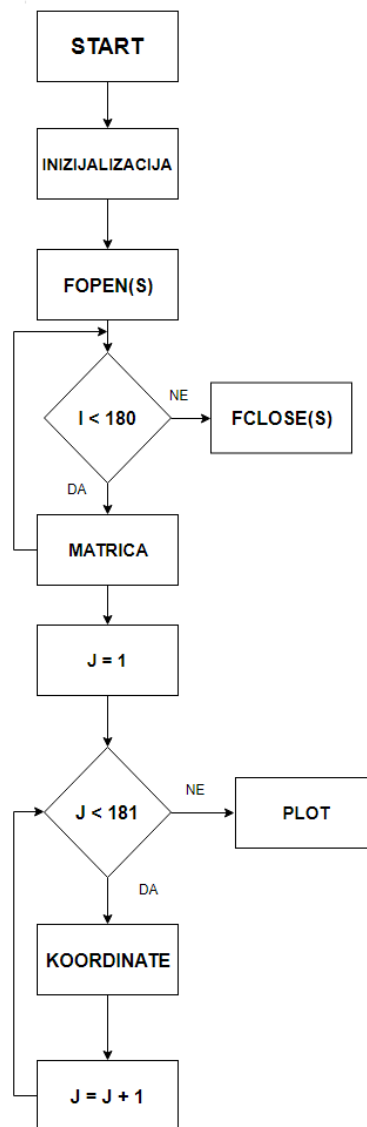 START
INIZIJALIZACIJA
FOPEN(S)
I < 180
NE
FCLOSE(S)
DA
MATRICA
J = 1
J < 181
NE
PLOT
DA
KOORDINATE
J = J + 1